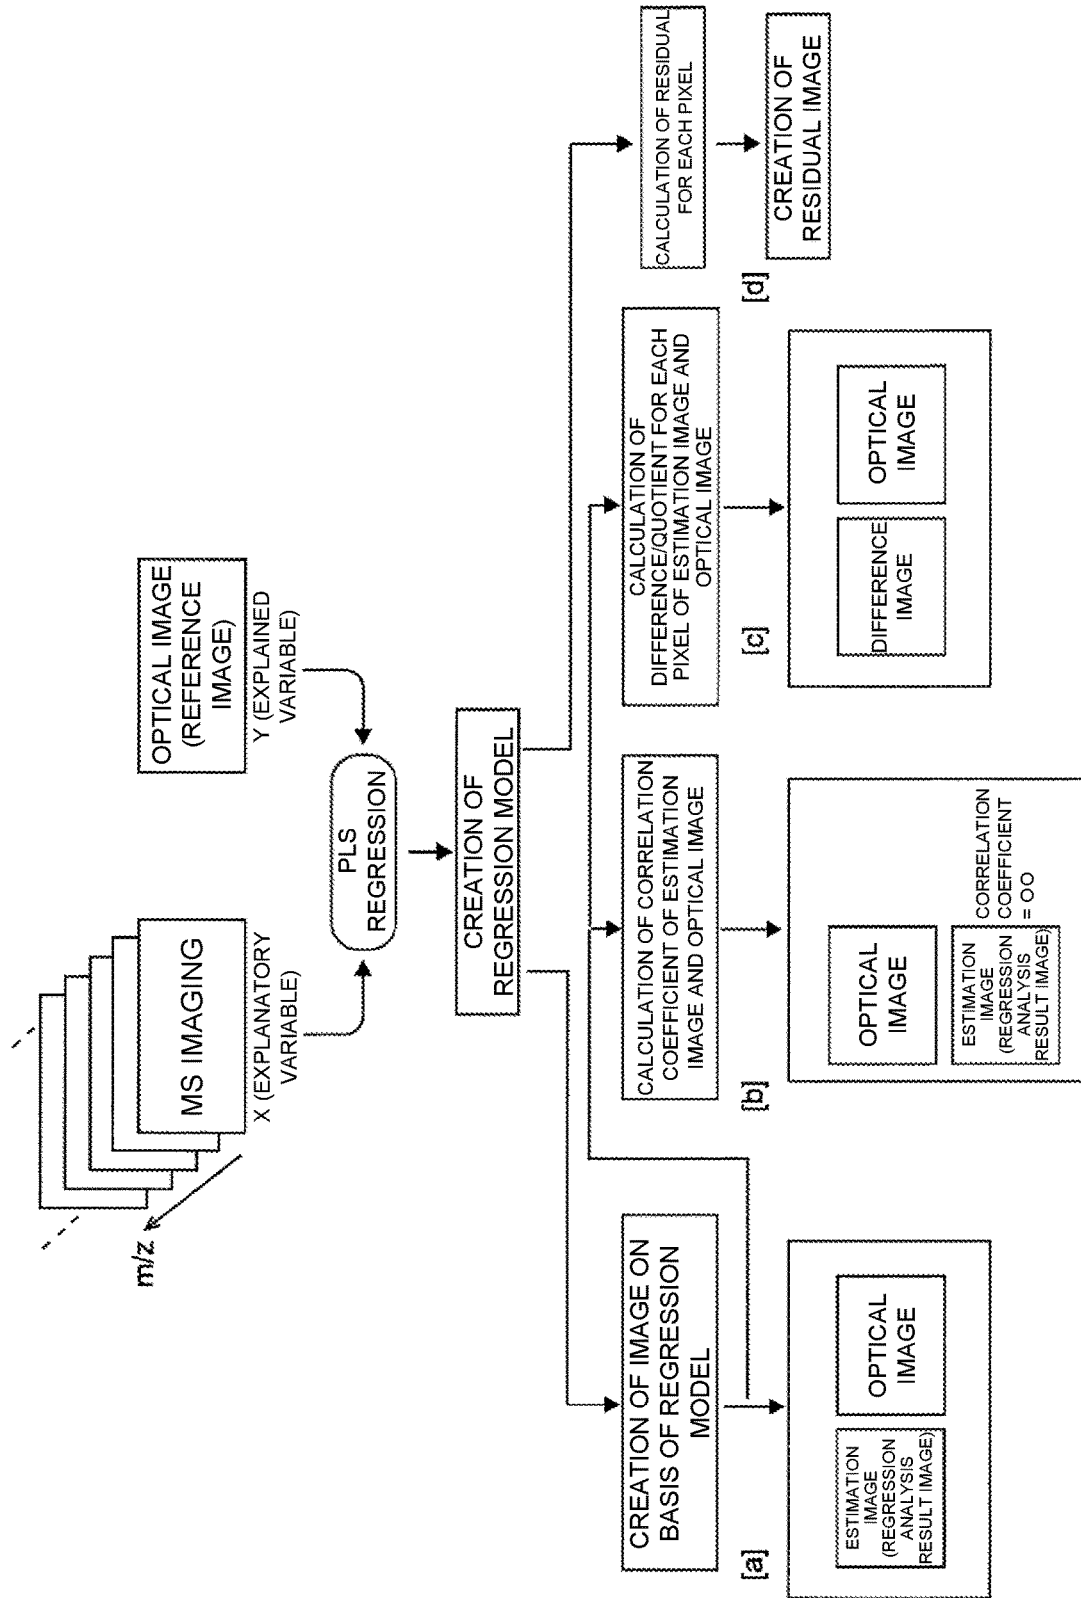 m/z
MS IMAGING
X (EXPLANATORY
VARIABLE)
OPTICAL IMAGE
(REFERENCE
IMAGE)
Y (EXPLAINED
VARIABLE)
PLS
REGRESSION
CREATION OF
REGRESSION MODEL
CREATION OF IMAGE ON
BASIS OF REGRESSION
MODEL
[a]
ESTIMATION
IMAGE
(REGRESSION
ANALYSIS
RESULT IMAGE)
OPTICAL
IMAGE
CALCULATION OF CORRELATION
COEFFICIENT OF ESTIMATION
IMAGE AND OPTICAL IMAGE
[b]
OPTICAL
IMAGE
ESTIMATION
IMAGE
(REGRESSION
ANALYSIS
RESULT IMAGE)
CORRELATION
COEFFICIENT
= OO
CALCULATION OF
DIFFERENCE/QUOTIENT FOR EACH
PIXEL OF ESTIMATION IMAGE AND
OPTICAL IMAGE
[c]
DIFFERENCE
IMAGE
OPTICAL
IMAGE
CALCULATION OF RESIDUAL
FOR EACH PIXEL
[d]
CREATION OF
RESIDUAL IMAGE